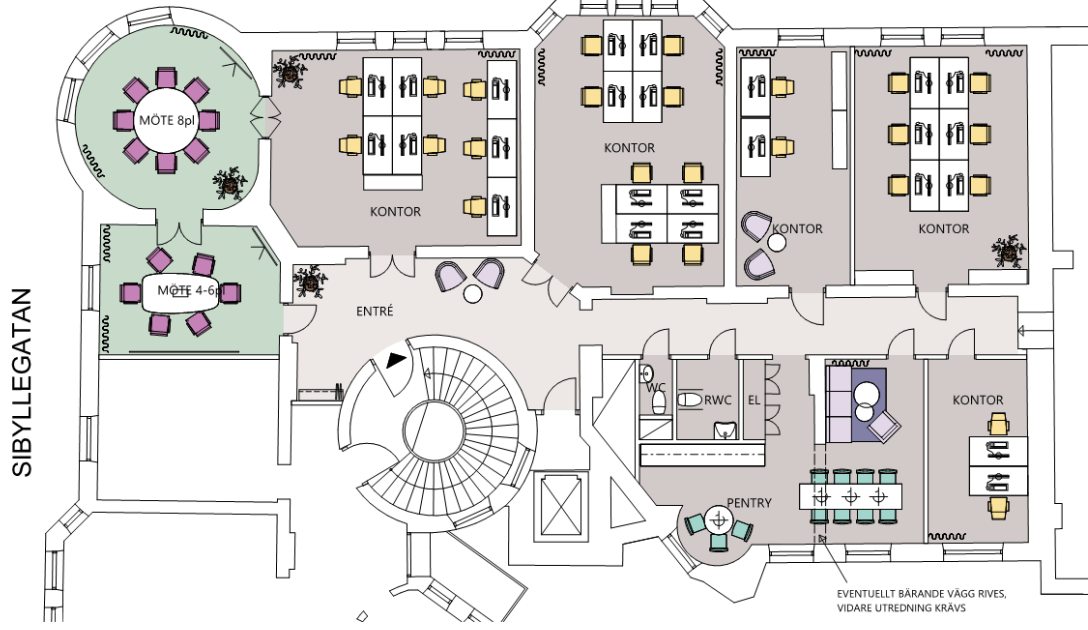 MÖTE 8pl
KONTOR
KONTOR
KONTOR
KONTOR
MÖTE 4-6pl
ENTRÉ
SIBYLLEGATAN
WC
RWC
EL
KONTOR
PENTRY
EVENTUELLT BÄRANDE VÄGG RIVES,
VIDARE UTREDNING KRÄVS